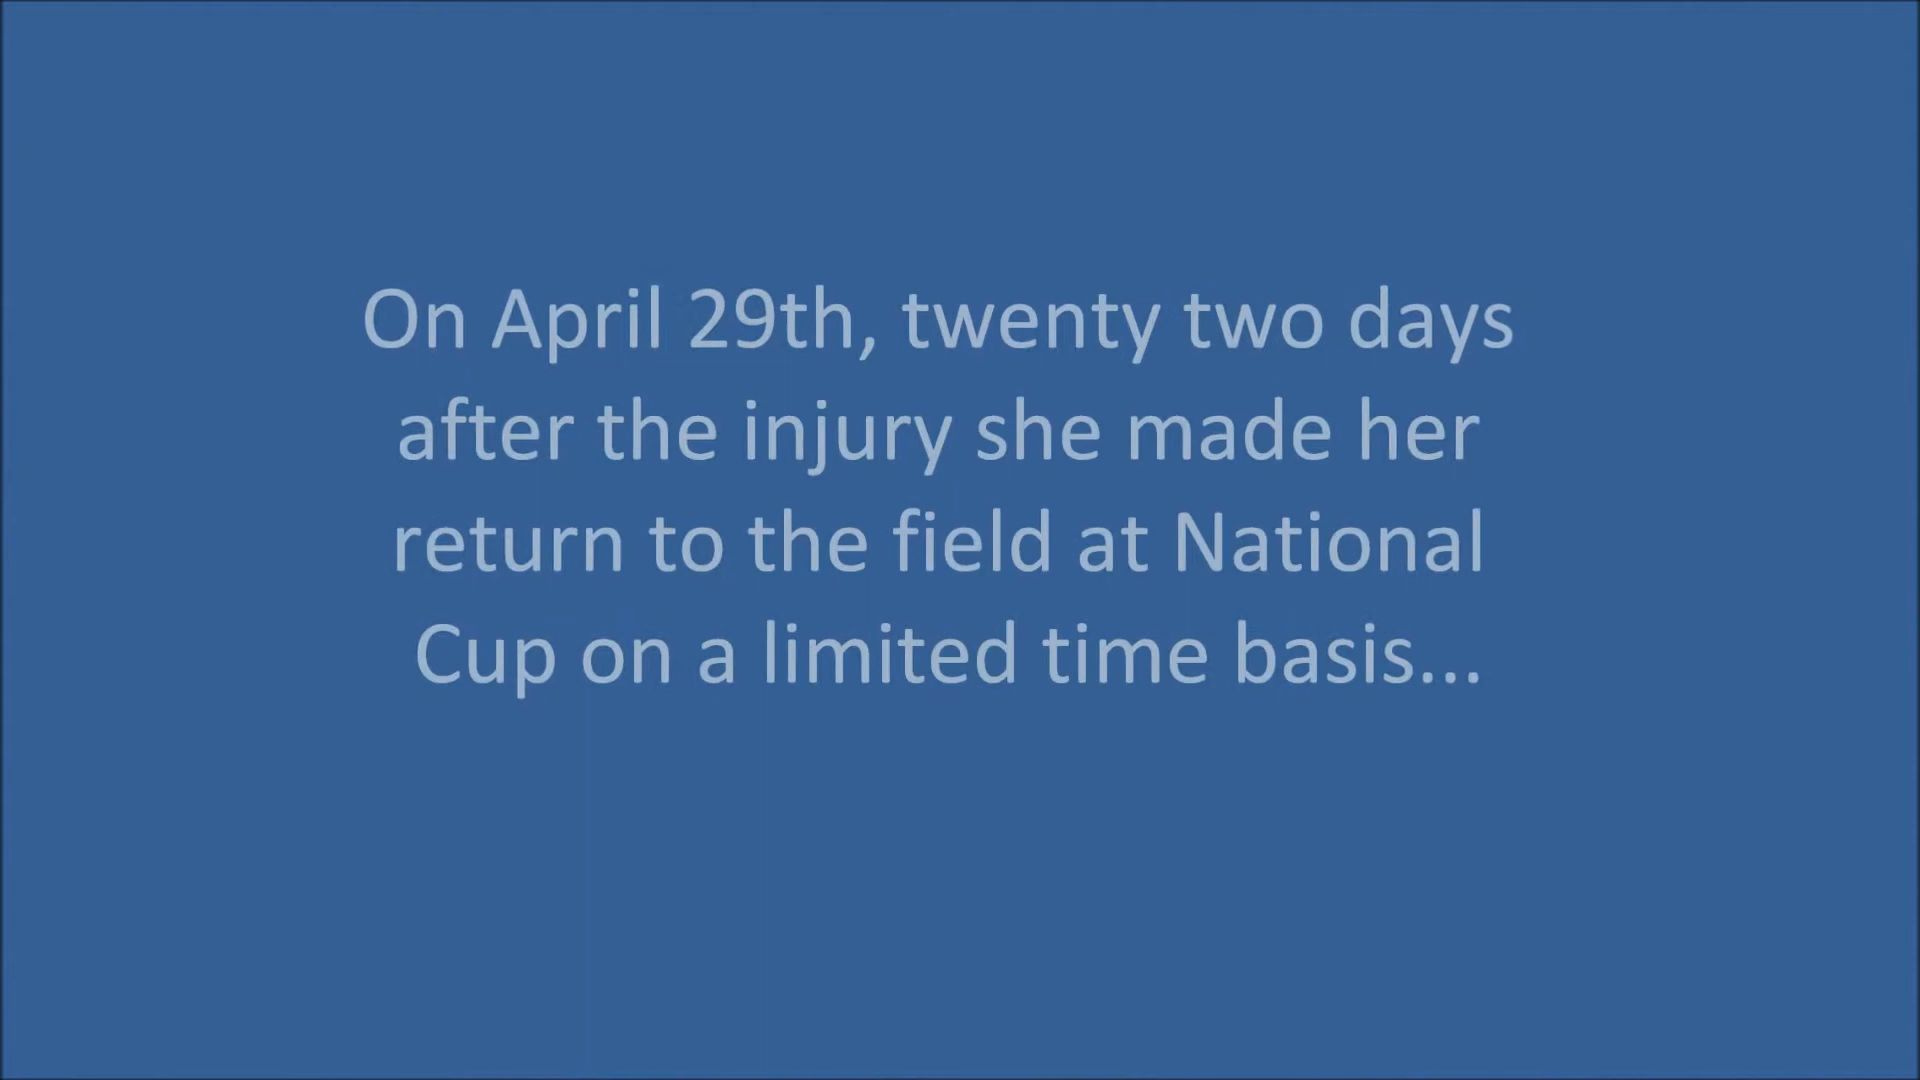 On April 29th, twenty two days
after the injury she made her
return to the field at National
Cup on a limited time basis...